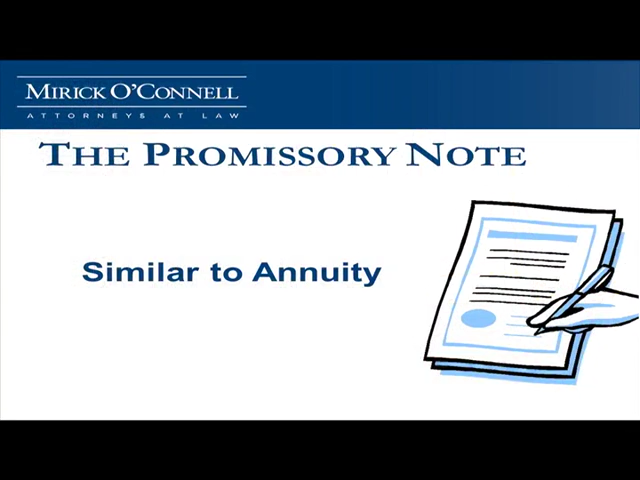 MIRICK O'CONNELL
ATTORNEYS AT LAW
THE PROMISSORY NOTE
Similar to Annuity